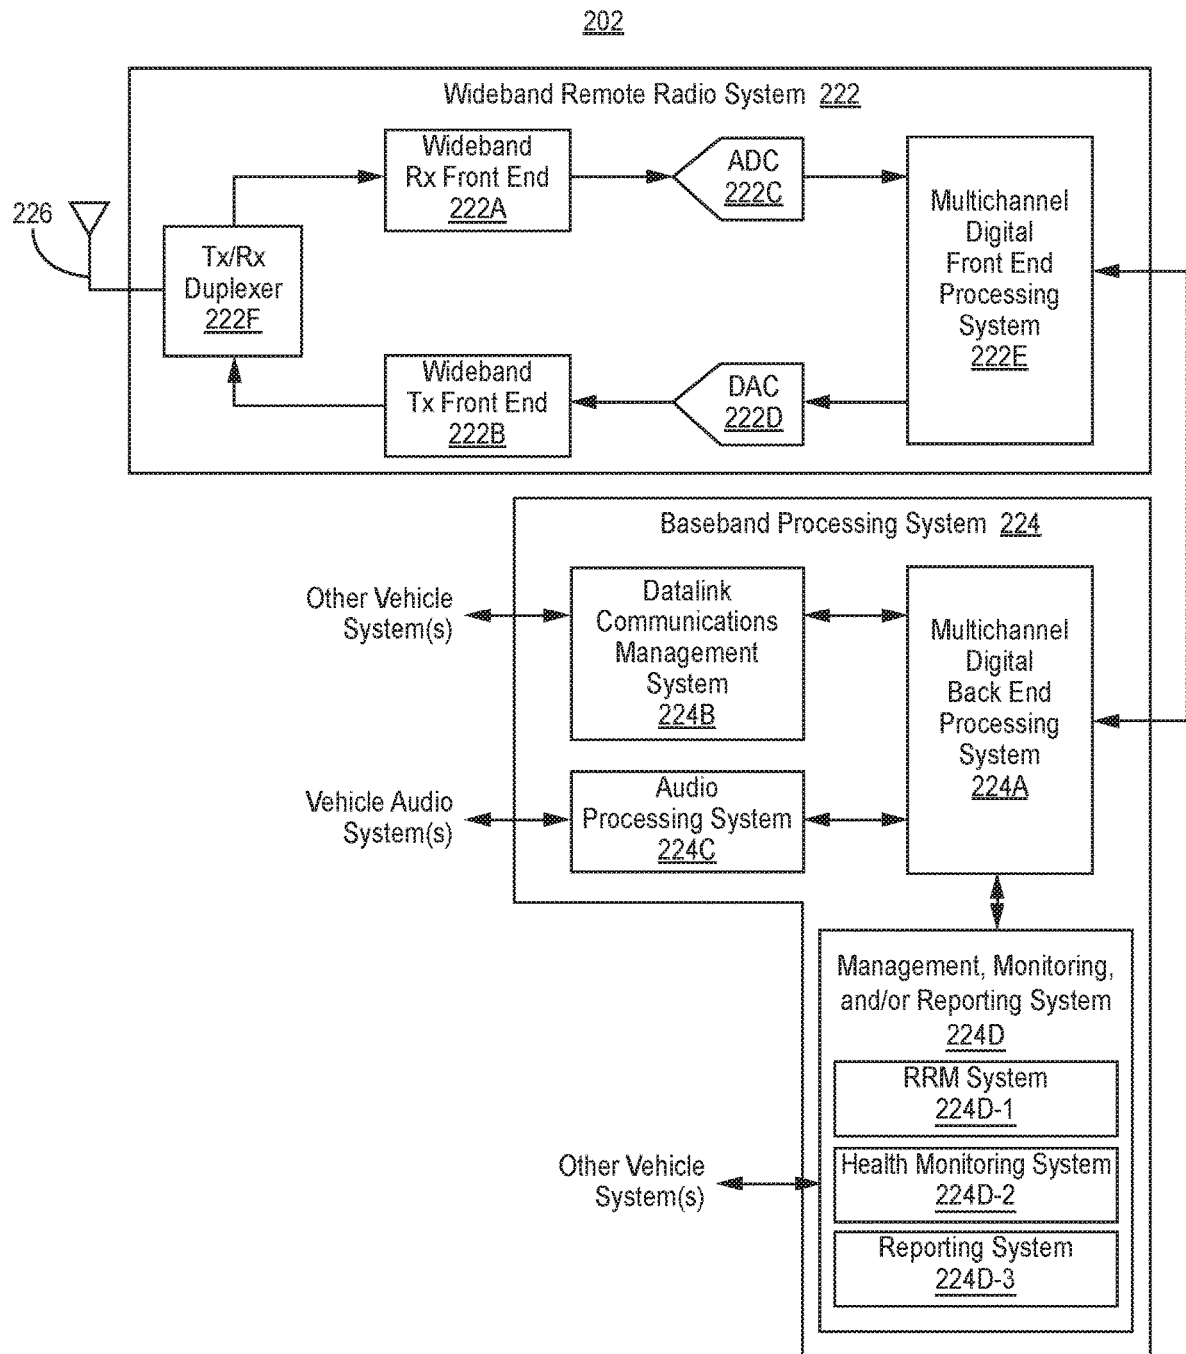 202
Wideband Remote Radio System 222
Wideband
Rx Front End
222A
ADC
222C
Multichannel
Digital
Front End
Processing
System
222E
226
Tx/Rx
Duplexer
222F
Wideband
Tx Front End
222B
DAC
222D
Baseband Processing System 224
Other Vehicle
System(s)
Datalink
Communications
Management
System
224B
Multichannel
Digital
Back End
Processing
System
224A
Vehicle Audio
System(s)
Audio
Processing System
224C
Management, Monitoring,
and/or Reporting System
224D
RRM System
224D-1
Other Vehicle
System(s)
Health Monitoring System
224D-2
Reporting System
224D-3